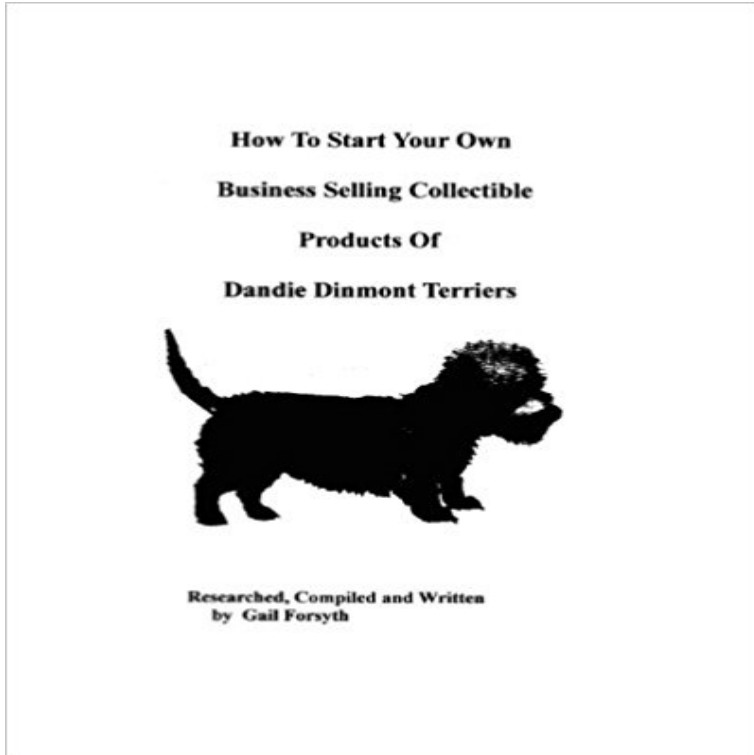 How To Start Your Own
Business Selling Collectible
Products Of
Dandie Dinmont Terriers
Researched, Compiled and Written
by Gail Forsyth